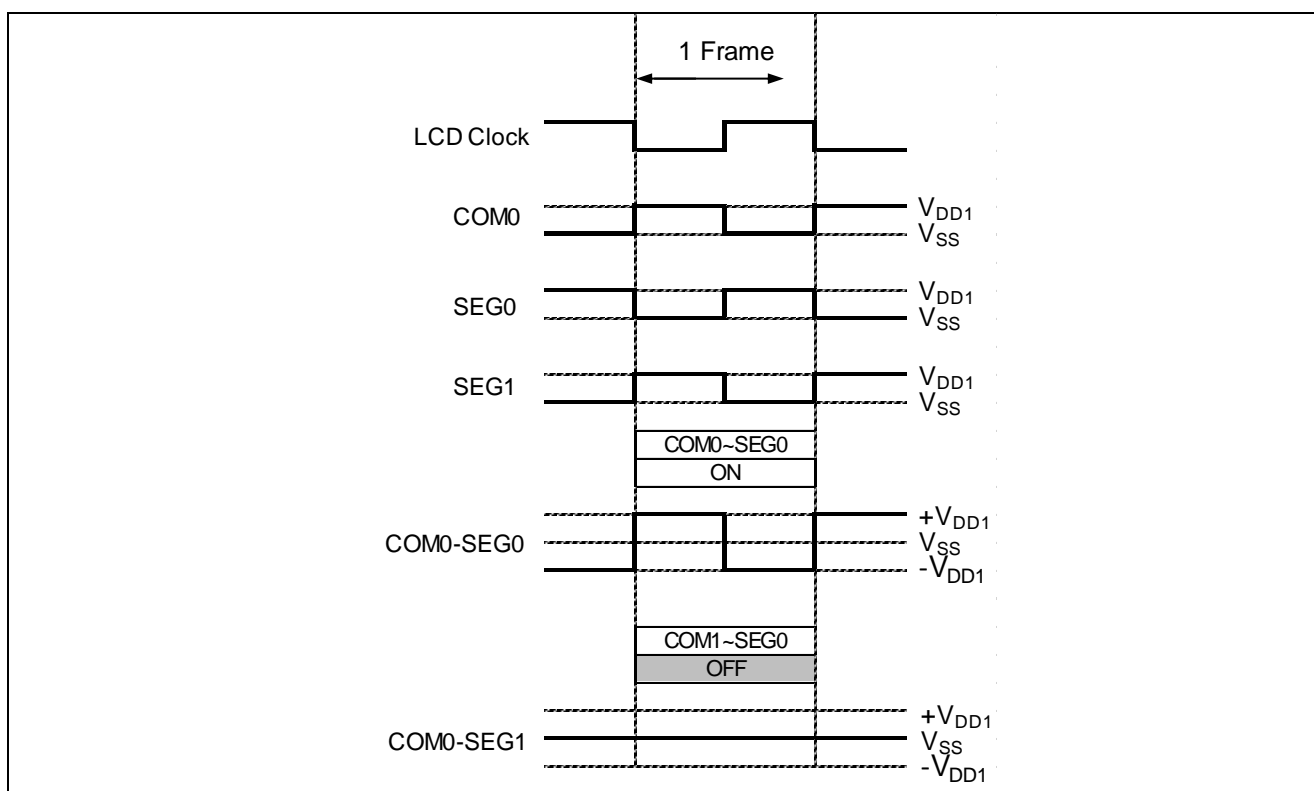 1 Frame
LCD Clock
COM0
VDD1
VSS
SEG0
VDD1
VSS
SEG1
VDD1
VSS
COM0~SEG0
ON
COM0-SEG0
+VDD1
VSS
-VDD1
COM1~SEG0
OFF
COM0-SEG1
+VDD1
VSS
-VDD1